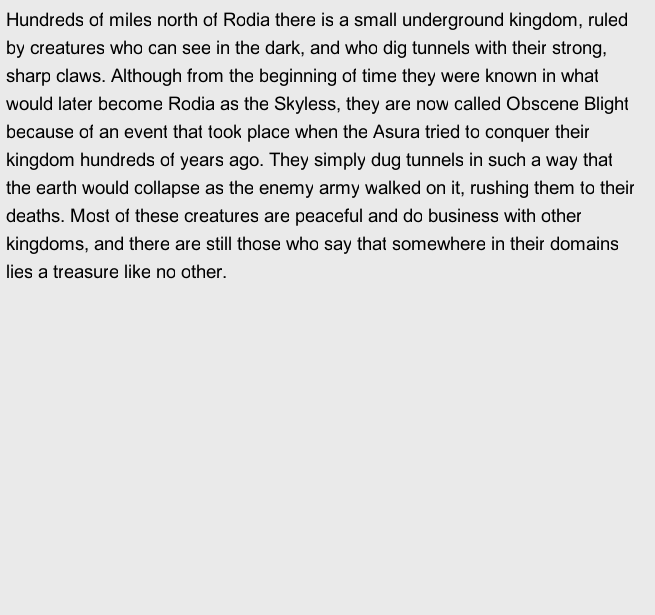 Hundreds of miles north of Rodia there is a small underground kingdom, ruled
by creatures who can see in the dark, and who dig tunnels with their strong,
sharp claws. Although from the beginning of time they were known in what
would later become Rodia as the Skyless, they are now called Obscene Blight
because of an event that took place when the Asura tried to conquer their
kingdom hundreds of years ago. They simply dug tunnels in such a way that
the earth would collapse as the enemy army walked on it, rushing them to their
deaths. Most of these creatures are peaceful and do business with other
kingdoms, and there are still those who say that somewhere in their domains
lies a treasure like no other.